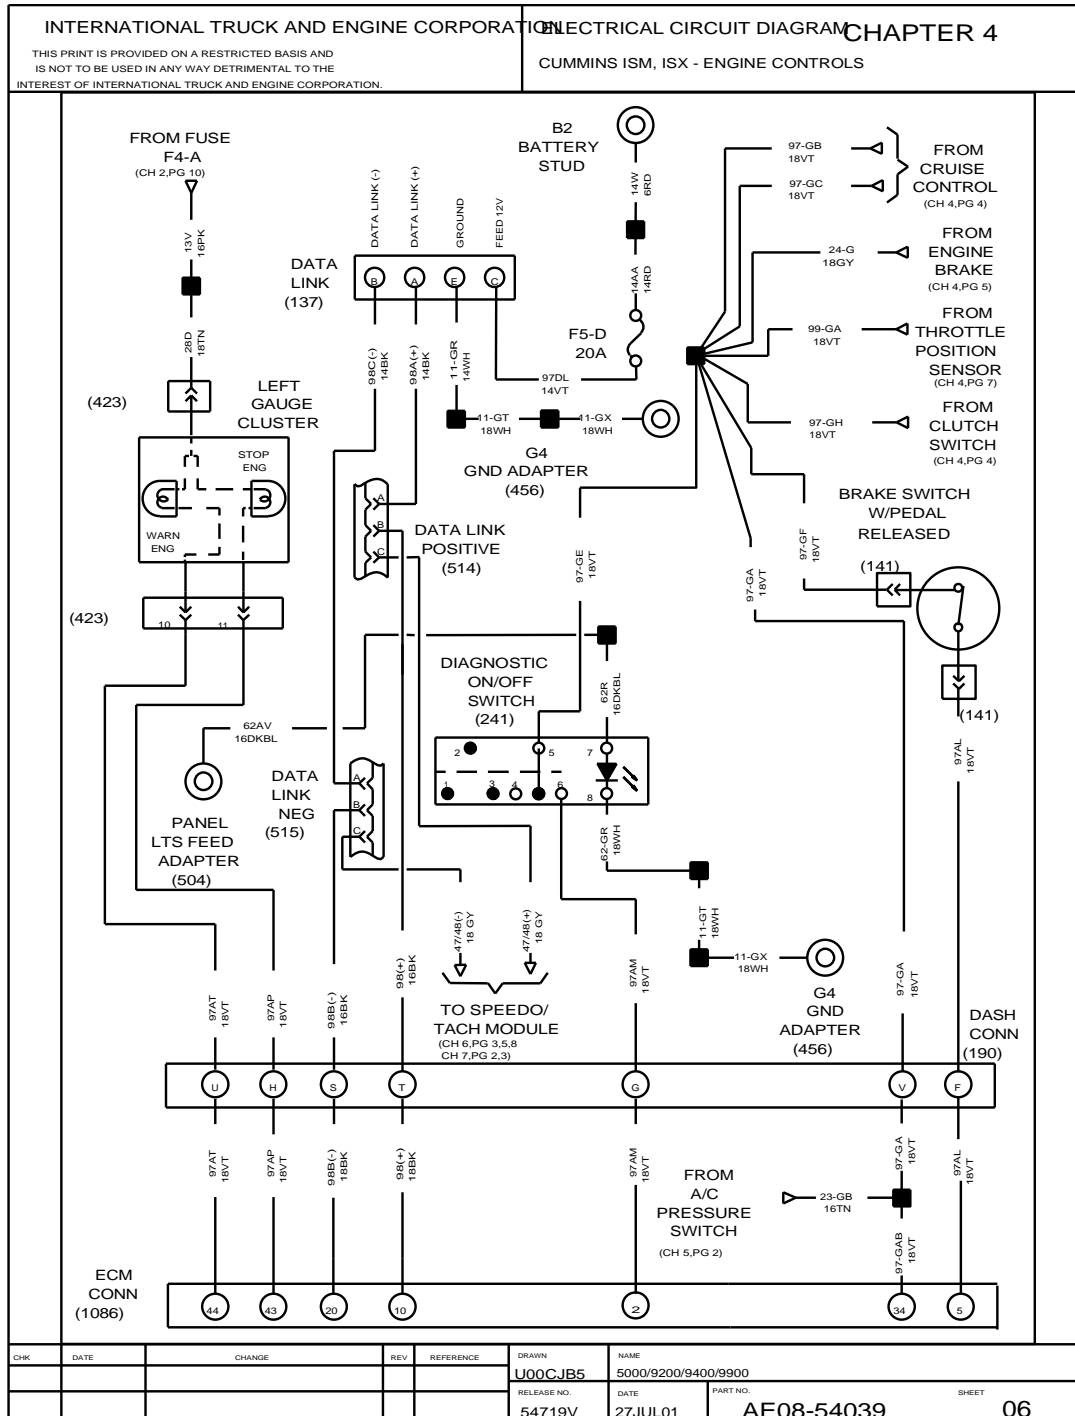 INTERNATIONAL TRUCK AND ENGINE CORPORATION
THIS PRINT IS PROVIDED ON A RESTRICTED BASIS AND
IS NOT TO BE USED IN ANY WAY DETRIMENTAL TO THE
INTEREST OF INTERNATIONAL TRUCK AND ENGINE CORPORATION.
ELECTRICAL CIRCUIT DIAGRAM
CHAPTER 4
CUMMINS ISM, ISX - ENGINE CONTROLS
FROM FUSE
F4-A
(CH 2,PG 10)
13V
16PK
28D
18TN
(423)
LEFT
GAUGE
CLUSTER
STOP
ENG
WARN
ENG
(423)
10
11
DATA LINK (-)
DATA LINK (+)
GROUND
FEED 12V
DATA
LINK
(137)
B
A
E
C
98C(-)
14BK
98A(+)
14BK
11-GR
14WH
97DL
14VT
B2
BATTERY
STUD
14W
6RD
14AA
14RD
F5-D
20A
11-GT
18WH
11-GX
18WH
G4
GND ADAPTER
(456)
97-GB
18VT
97-GC
18VT
FROM
CRUISE
CONTROL
(CH 4,PG 4)
24-G
18GY
FROM
ENGINE
BRAKE
(CH 4,PG 5)
99-GA
18VT
FROM
THROTTLE
POSITION
SENSOR
(CH 4,PG 7)
97-GH
18VT
FROM
CLUTCH
SWITCH
(CH 4,PG 4)
A
B
C
DATA LINK
POSITIVE
(514)
97-GE
18VT
97-GA
18VT
97-GF
18VT
BRAKE SWITCH
W/PEDAL
RELEASED
(141)
(141)
97AL
18VT
62AV
16DKBL
PANEL
LTS FEED
ADAPTER
(504)
DATA
LINK
NEG
(515)
A
B
C
DIAGNOSTIC
ON/OFF
SWITCH
(241)
62R
16DKBL
2
5
7
1
3
4
6
8
62-GR
18WH
11-GT
18WH
11-GX
18WH
G4
GND
ADAPTER
(456)
47/48(-)
18 GY
47/48(+)
18 GY
TO SPEEDO/
TACH MODULE
(CH 6,PG 3,5,8
CH 7,PG 2,3)
97AT
18VT
97AP
18VT
98B(-)
16BK
98(+)
16BK
97AM
18VT
97-GA
18VT
DASH
CONN
(190)
U
H
S
T
G
V
F
97AT
18VT
97AP
18VT
98B(-)
18BK
98(+)
18BK
97AM
18VT
97-GA
18VT
97AL
18VT
FROM
A/C
PRESSURE
SWITCH
(CH 5,PG 2)
23-GB
16TN
97-GAB
18VT
ECM
CONN
(1086)
44
43
20
10
2
34
5
CHK
DATE
CHANGE
REV
REFERENCE
DRAWN
U00CJB5
NAME
5000/9200/9400/9900
RELEASE NO.
54719V
DATE
27JUL01
PART NO.
AE08-54039
SHEET
06